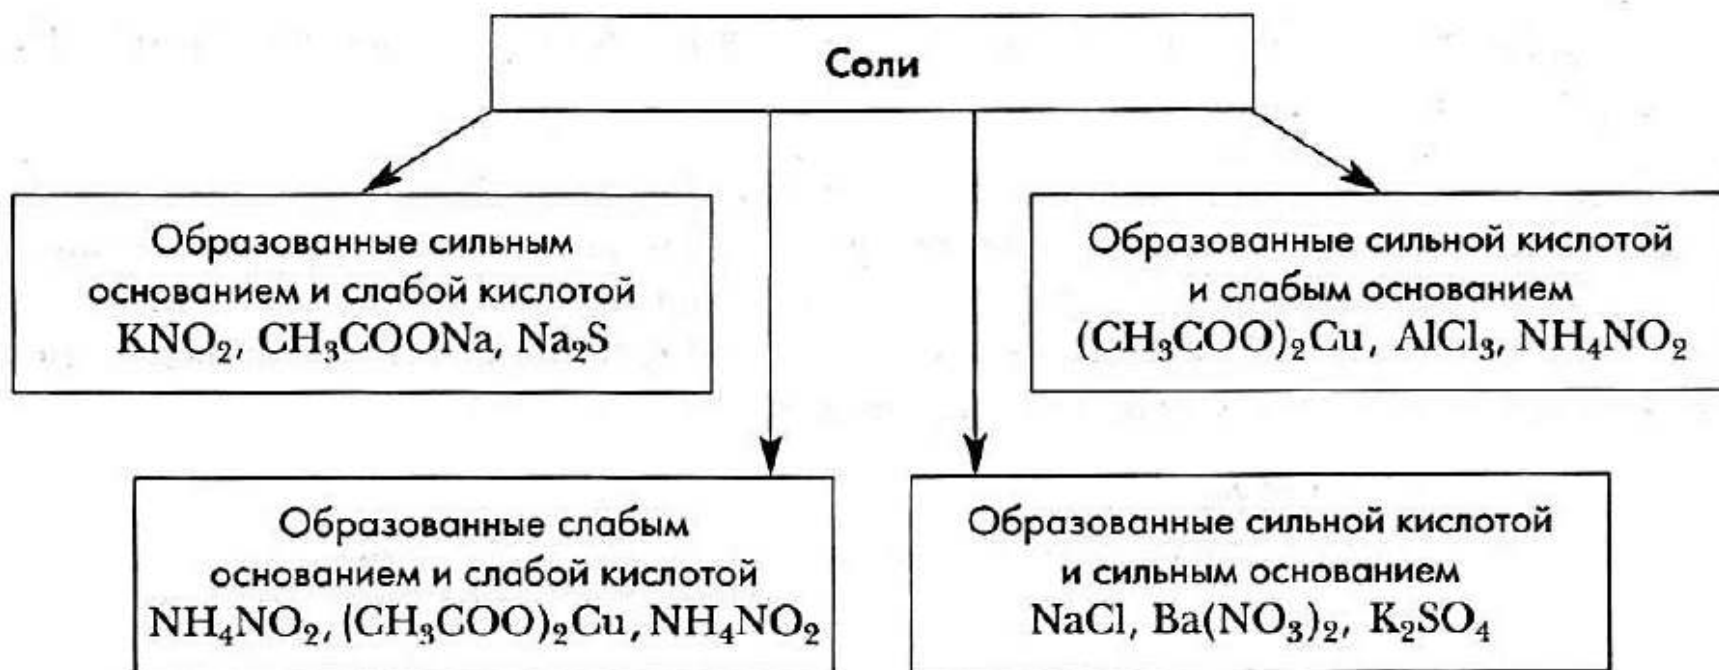 Соли
Образованные сильным
основанием и слабой кислотой
KNO₂, CH₃COONa, Na₂S
Образованные сильной кислотой
и слабым основанием
(CH₃COO)₂Cu, AlCl₃, NH₄NO₂
Образованные слабым
основанием и слабой кислотой
NH₄NO₂, (CH₃COO)₂Cu, NH₄NO₂
Образованные сильной кислотой
и сильным основанием
NaCl, Ba(NO₃)₂, K₂SO₄